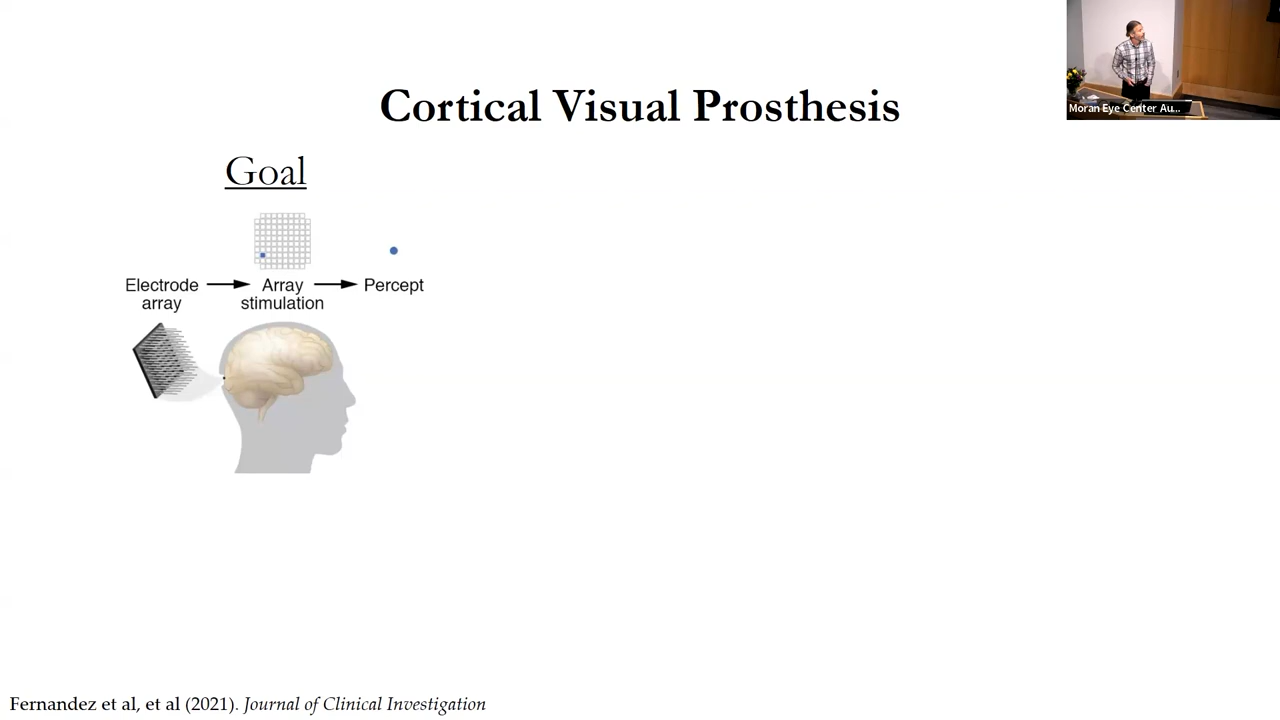 Cortical Visual Prosthesis
Moran Eye Center Au...
Goal
Electrode array
Array stimulation
Percept
Fernandez et al, et al (2021). Journal of Clinical Investigation